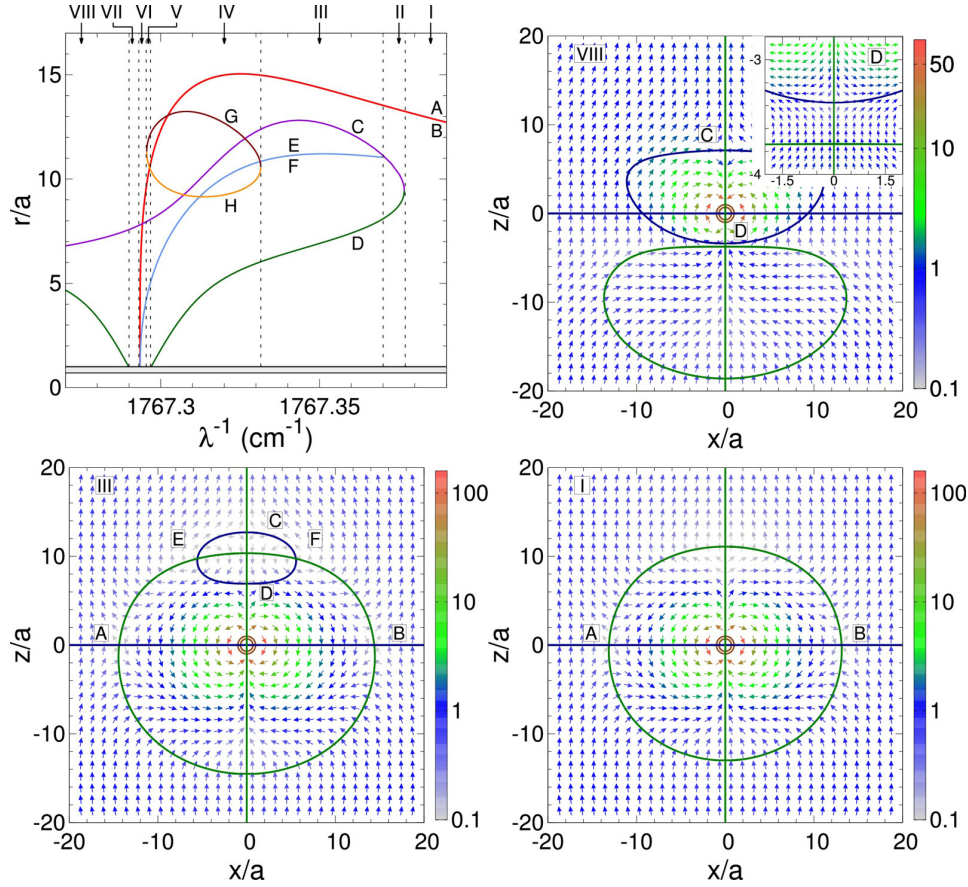 VIII VII VI V IV III II I
17
15
10
5
0
r/a
A
B
C
D
E
F
G
H
1767.3 1767.35
λ⁻¹ (cm⁻¹)
VIII
C
D
D
-3
-4
-1.5 0 1.5
20
10
0
-10
-20
z/a
-20 -10 0 10 20
x/a
50
10
1
0.1
III
C
E F
D
A B
20
10
0
-10
-20
z/a
-20 -10 0 10 20
x/a
100
10
1
0.1
I
A B
20
10
0
-10
-20
z/a
-20 -10 0 10 20
x/a
100
10
1
0.1